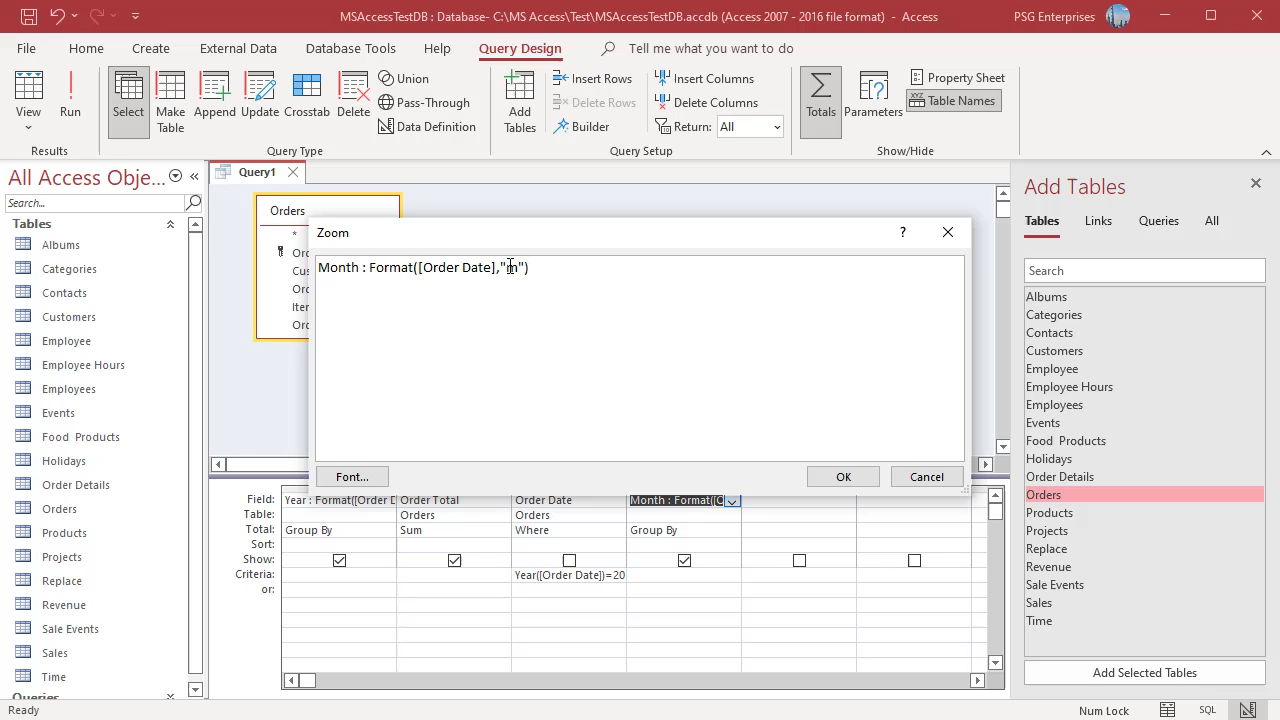 MSAccessTestDB : Database- C:\MS Access\Test\MSAccessTestDB.accdb (Access 2007 - 2016 file format) - Access
PSG Enterprises
File Home Create External Data Database Tools Help Query Design Tell me what you want to do
View
Run
Select
Make Table
Append
Update
Crosstab
Delete
Union
Pass-Through
Data Definition
Add Tables
Insert Rows
Delete Rows
Builder
Insert Columns
Delete Columns
Return: All
Totals
Parameters
Property Sheet
Table Names
Results
Query Type
Query Setup
Show/Hide
All Access Obje...
Search...
Tables
Albums
Categories
Contacts
Customers
Employee
Employee Hours
Employees
Events
Food Products
Holidays
Order Details
Orders
Products
Projects
Replace
Revenue
Sale Events
Sales
Time
Queries
Query1
Orders
*
Ord
Cus
Ord
Iter
Ord
Zoom
?
Month : Format([Order Date],"m")
Font...
OK
Cancel
Field: Year : Format([Order D Order Total Order Date Month : Format([O
Table: Orders Orders
Total: Group By Sum Where Group By
Sort:
Show:
Criteria: Year([Order Date])=20
or:
Add Tables
Tables Links Queries All
Search
Albums
Categories
Contacts
Customers
Employee
Employee Hours
Employees
Events
Food Products
Holidays
Order Details
Orders
Products
Projects
Replace
Revenue
Sale Events
Sales
Time
Add Selected Tables
Ready
Num Lock
SQL